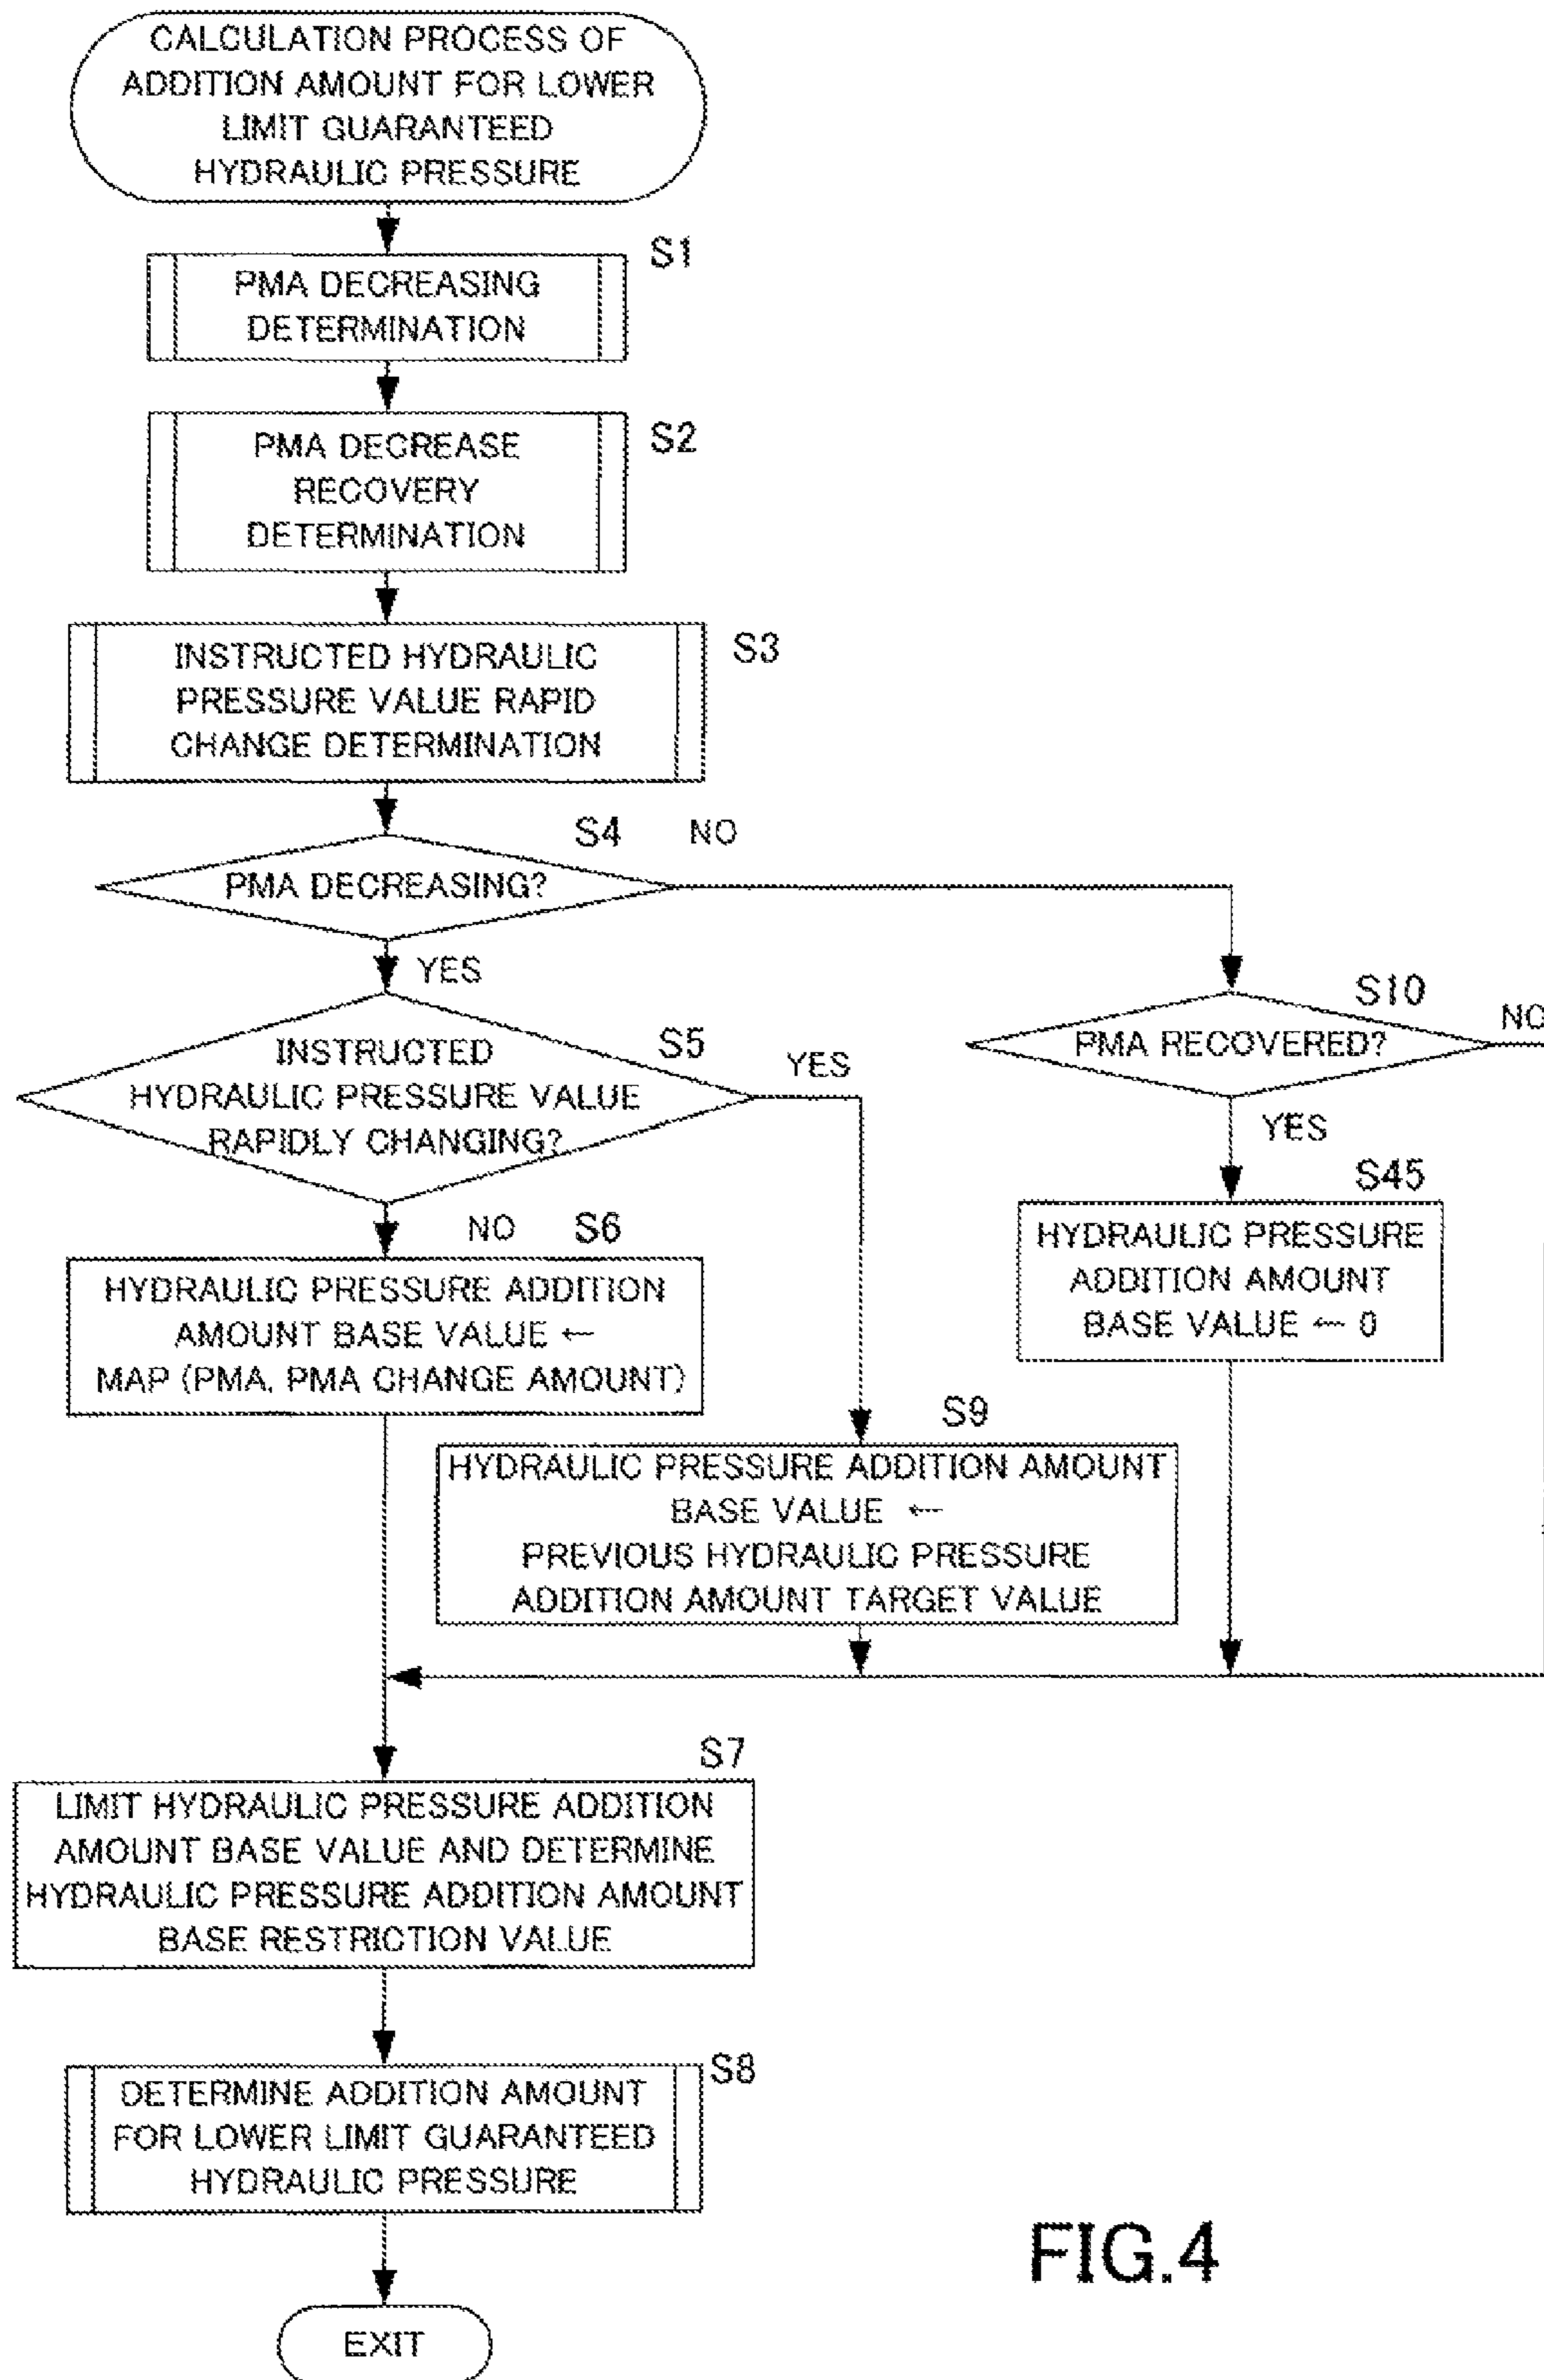 CALCULATION PROCESS OF
ADDITION AMOUNT FOR LOWER
LIMIT GUARANTEED
HYDRAULIC PRESSURE
S1
PMA DECREASING
DETERMINATION
S2
PMA DECREASE
RECOVERY
DETERMINATION
S3
INSTRUCTED HYDRAULIC
PRESSURE VALUE RAPID
CHANGE DETERMINATION
S4
NO
PMA DECREASING?
YES
S5
INSTRUCTED
HYDRAULIC PRESSURE VALUE
RAPIDLY CHANGING?
YES
S10
NO
PMA RECOVERED?
YES
S45
HYDRAULIC PRESSURE
ADDITION AMOUNT
BASE VALUE ← 0
NO
S6
HYDRAULIC PRESSURE ADDITION
AMOUNT BASE VALUE ←
MAP (PMA, PMA CHANGE AMOUNT)
S9
HYDRAULIC PRESSURE ADDITION AMOUNT
BASE VALUE ←
PREVIOUS HYDRAULIC PRESSURE
ADDITION AMOUNT TARGET VALUE
S7
LIMIT HYDRAULIC PRESSURE ADDITION
AMOUNT BASE VALUE AND DETERMINE
HYDRAULIC PRESSURE ADDITION AMOUNT
BASE RESTRICTION VALUE
S8
DETERMINE ADDITION AMOUNT
FOR LOWER LIMIT GUARANTEED
HYDRAULIC PRESSURE
EXIT
FIG.4